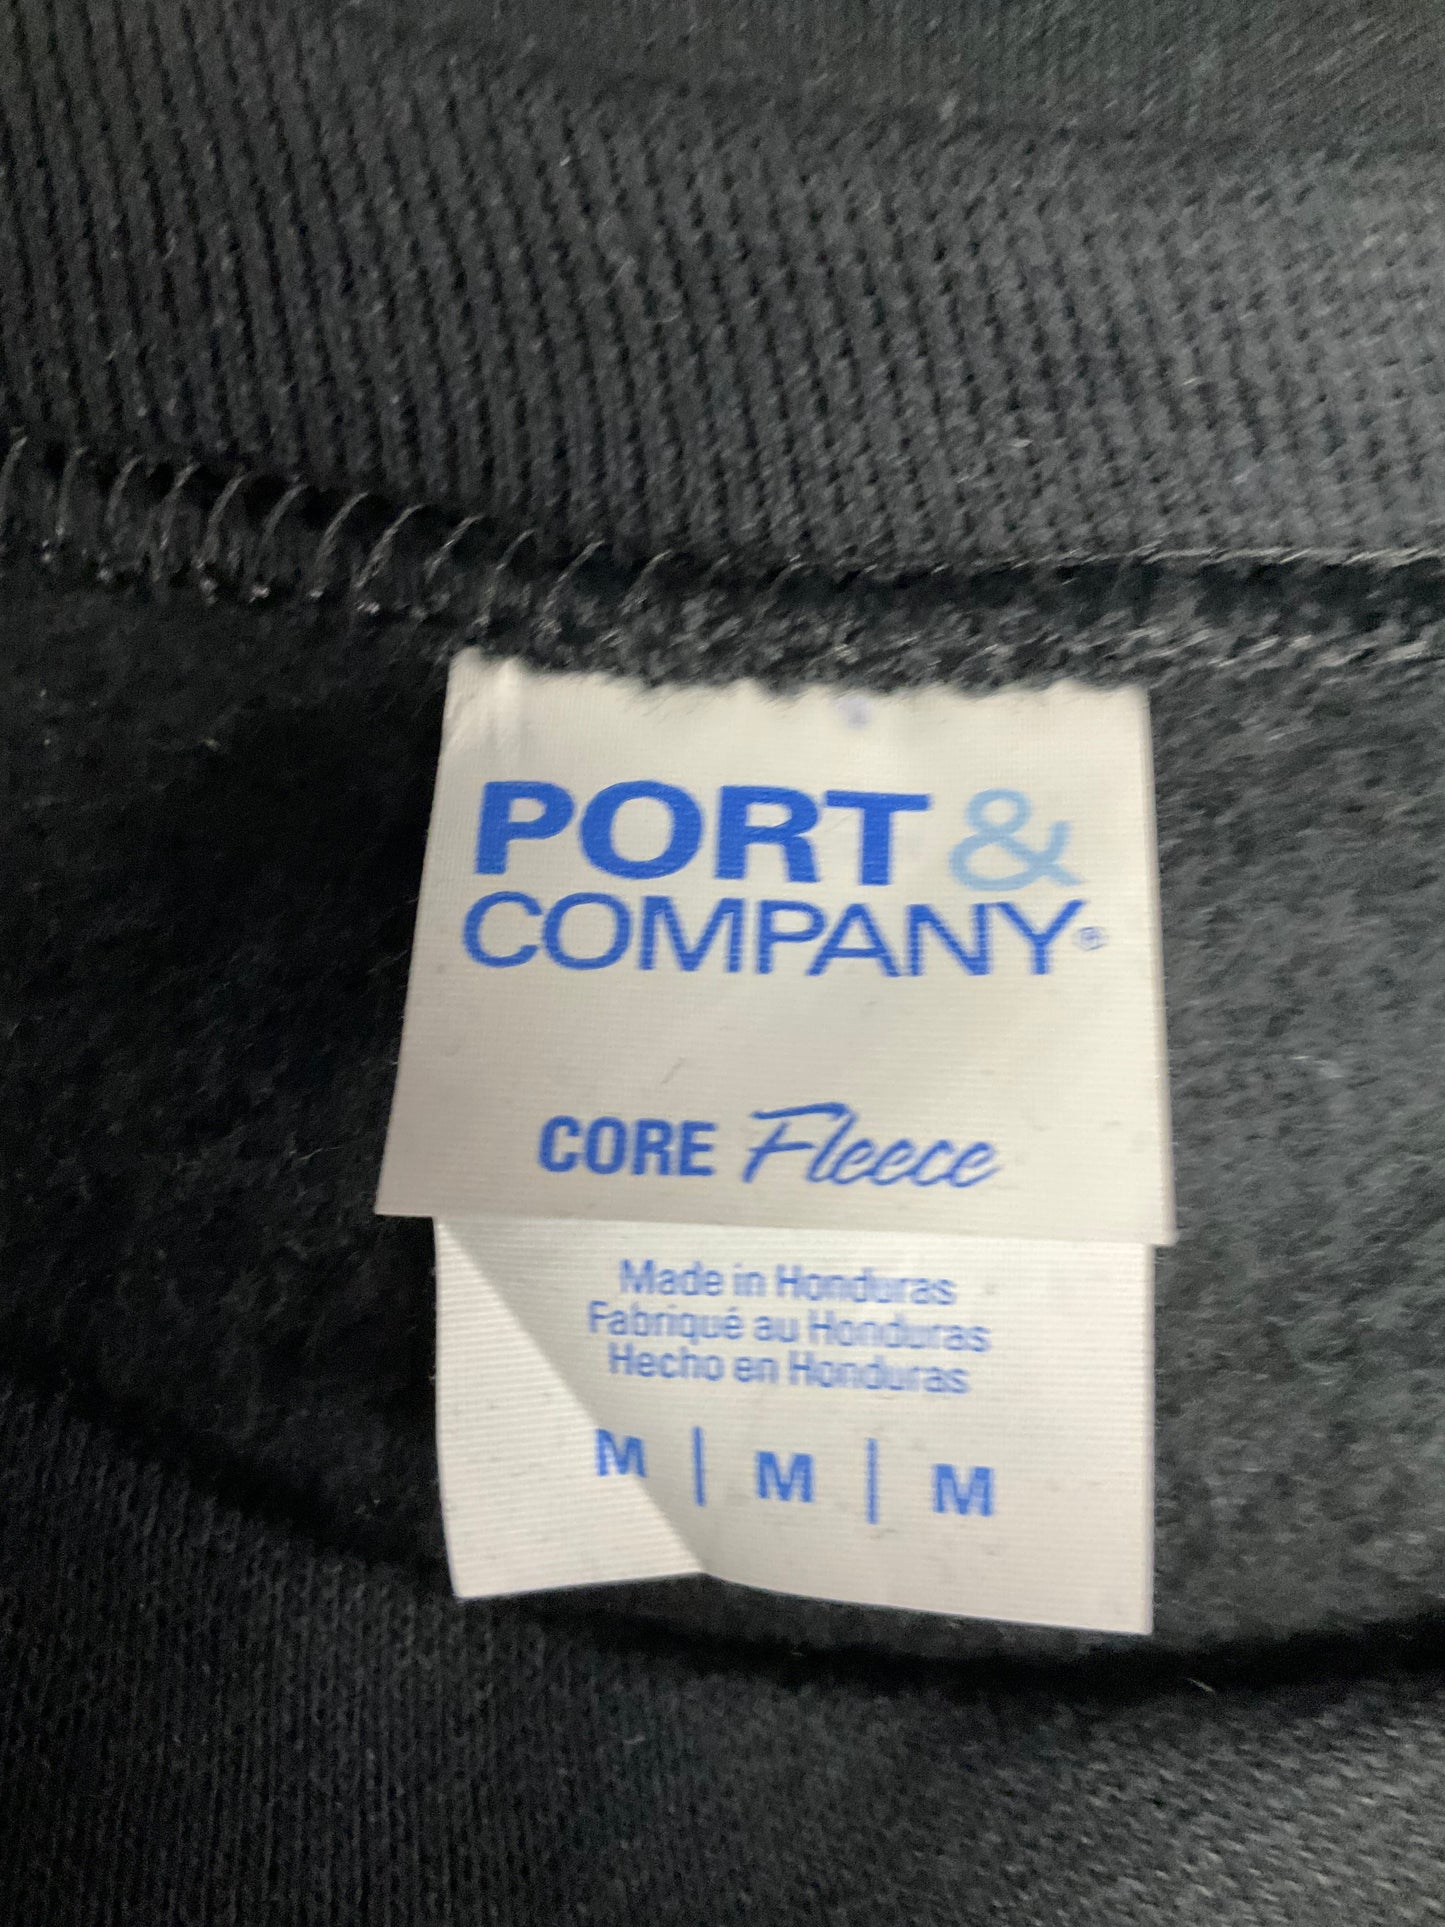 PORT &
COMPANY®
CORE Fleece
Made in Honduras
Fabriqué au Honduras
Hecho en Honduras
M | M | M